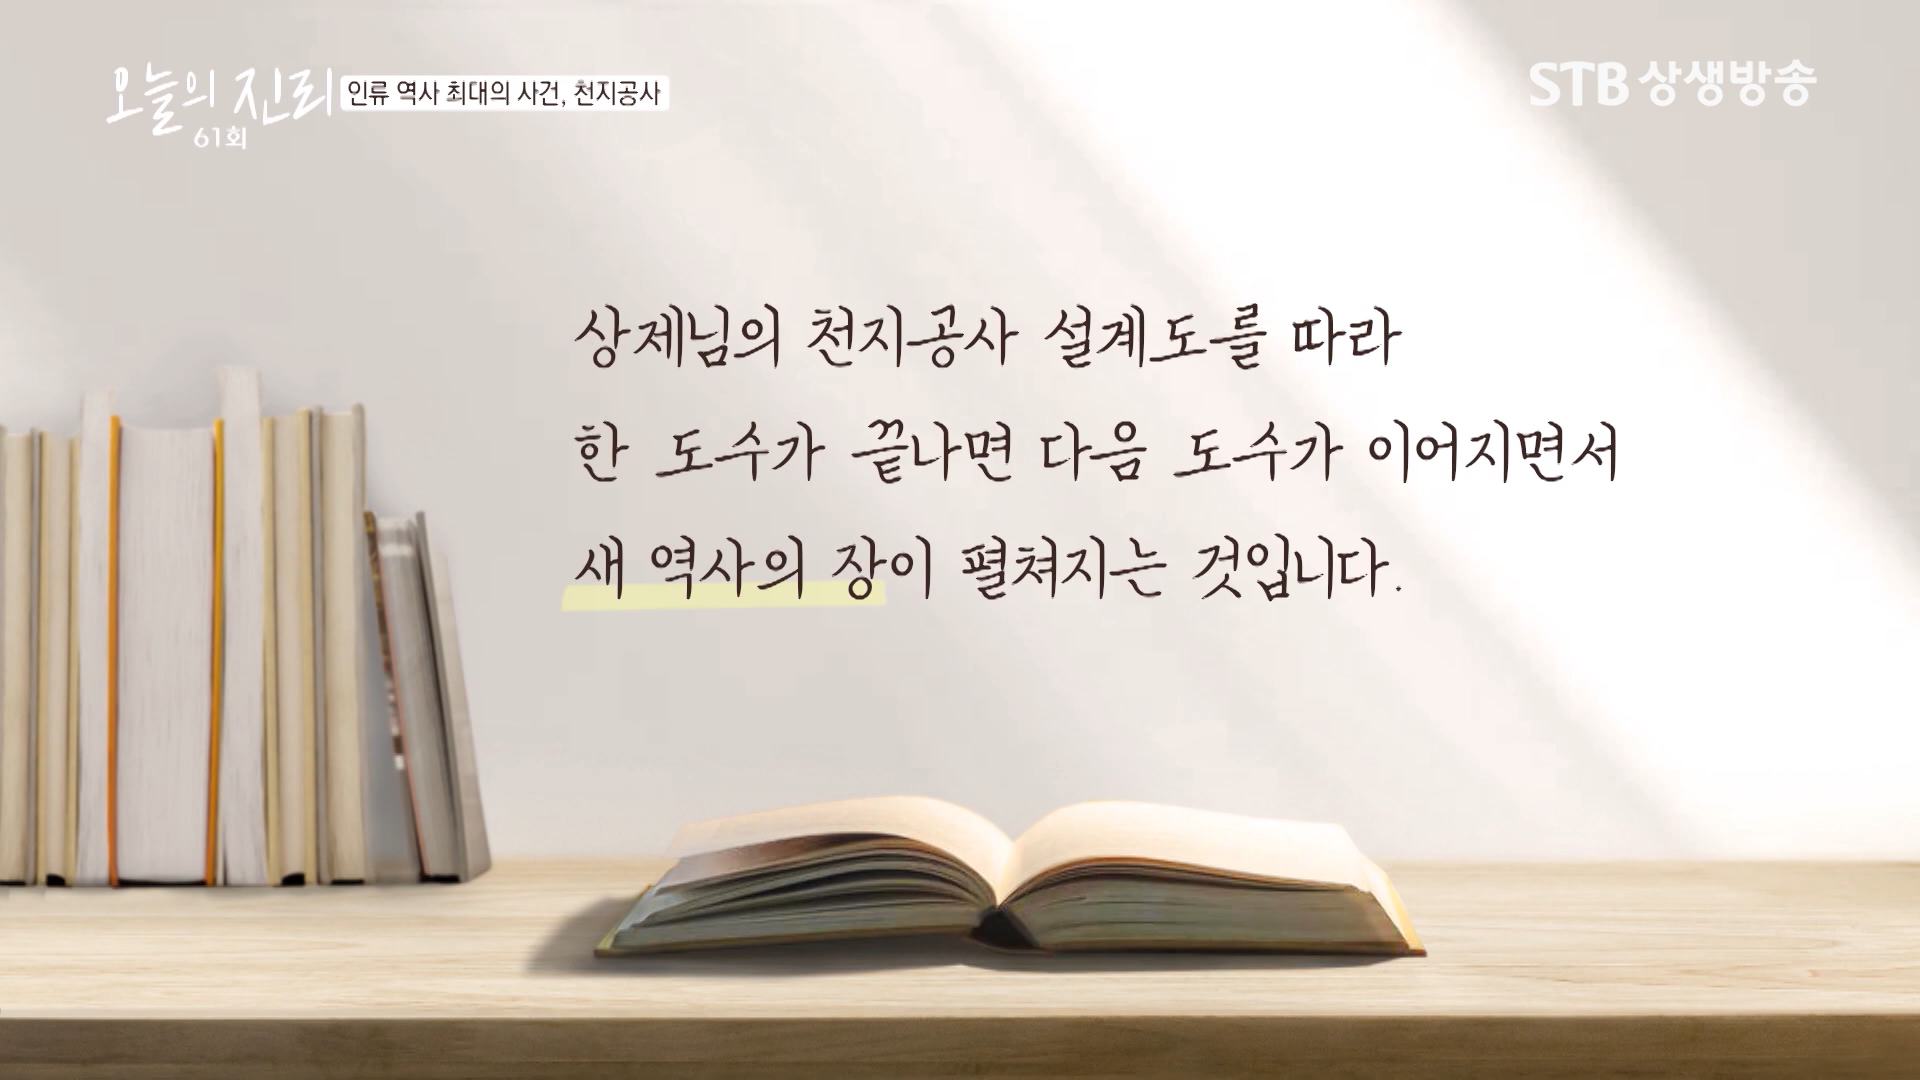 오늘의 진리
61회
인류 역사 최대의 사건, 천지공사
STB 상생방송
상제님의 천지공사 설계도를 따라
한 도수가 끝나면 다음 도수가 이어지면서
새 역사의 장이 펼쳐지는 것입니다.